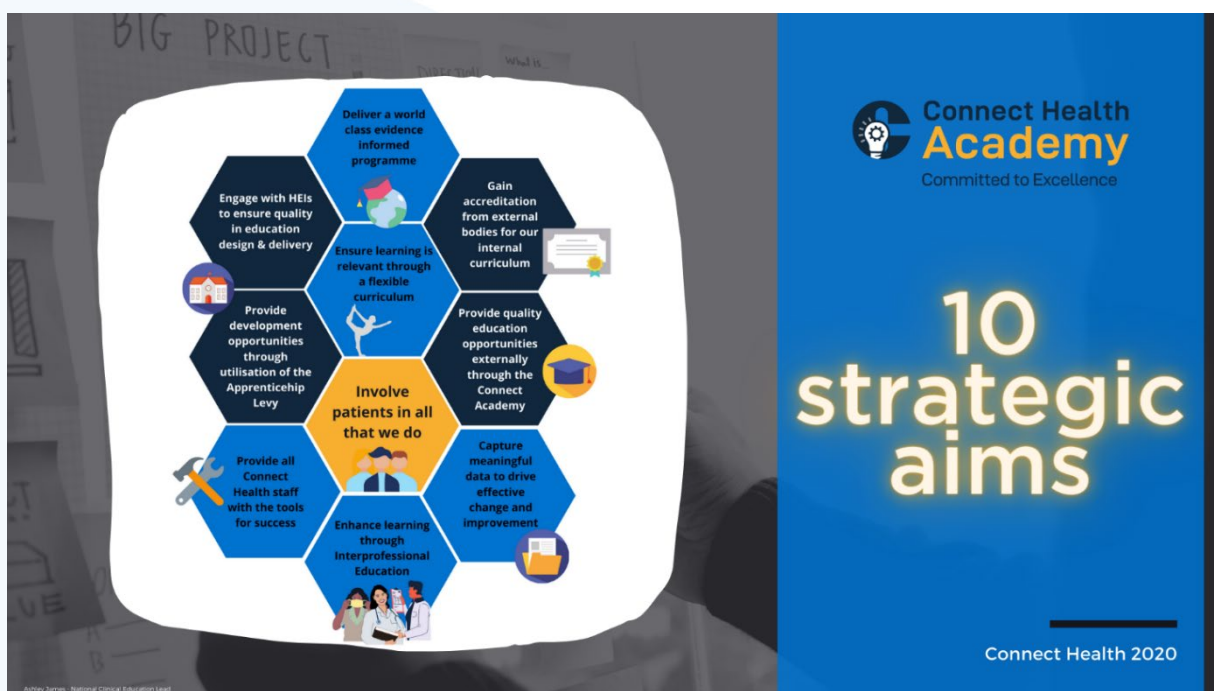 BIG PROJECT
What is...
DIRECTION
Deliver a world
class evidence
informed
programme
Engage with HEIs
to ensure quality
in education
design & delivery
Gain
accreditation
from external
bodies for our
internal
curriculum
Ensure learning is
relevant through
a flexible
curriculum
Provide
development
opportunities
through
utilisation of the
Apprenticehip
Levy
Provide quality
education
opportunities
externally
through the
Connect
Academy
Involve
patients in all
that we do
Provide all
Connect
Health staff
with the tools
for success
Capture
meaningful
data to drive
effective
change and
improvement
Enhance learning
through
Interprofessional
Education
Connect Health
Academy
Committed to Excellence
10
strategic
aims
Connect Health 2020
Ashley James - National Clinical Education Lead